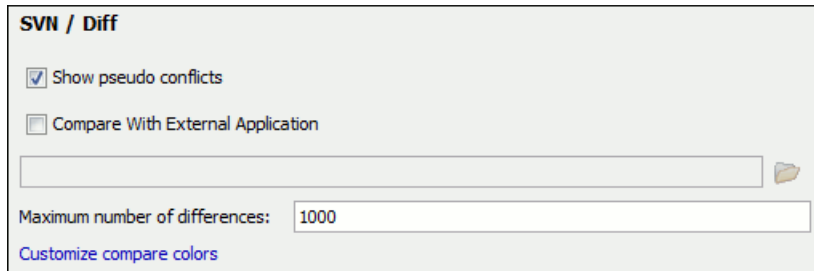 SVN / Diff
Show pseudo conflicts
Compare With External Application
Maximum number of differences: 1000
Customize compare colors